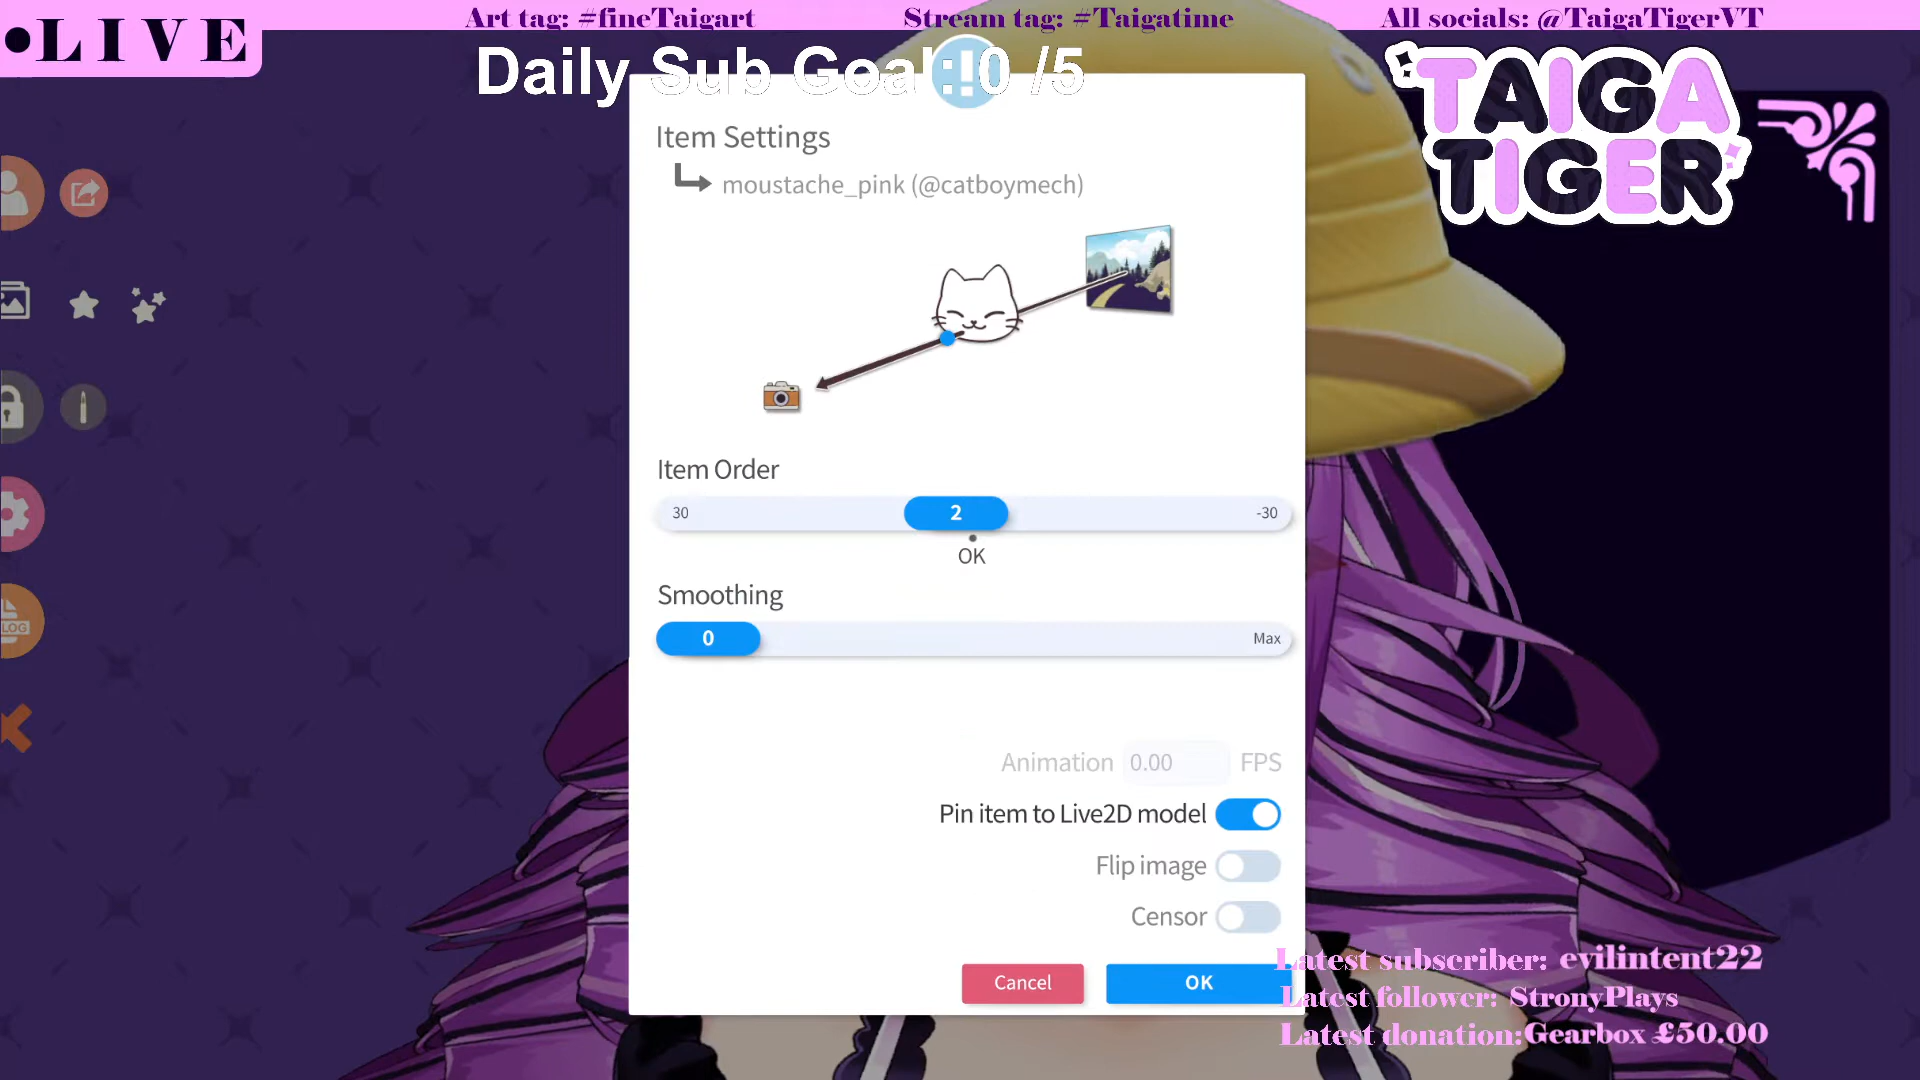 Art tag: #fineTaigart
Stream tag: #Taigatime
All socials: @TaigaTigerVT
LIVE
Daily Sub Goal : 0 /5
TAIGA
TIGER
Item Settings
moustache_pink (@catboymech)
Item Order
30
2
-30
OK
Smoothing
0
Max
LOG
Animation 0.00 FPS
Pin item to Live2D model
Flip image
Censor
Cancel
OK
Latest subscriber: evilintent22
Latest follower: StronyPlays
Latest donation:Gearbox £50.00